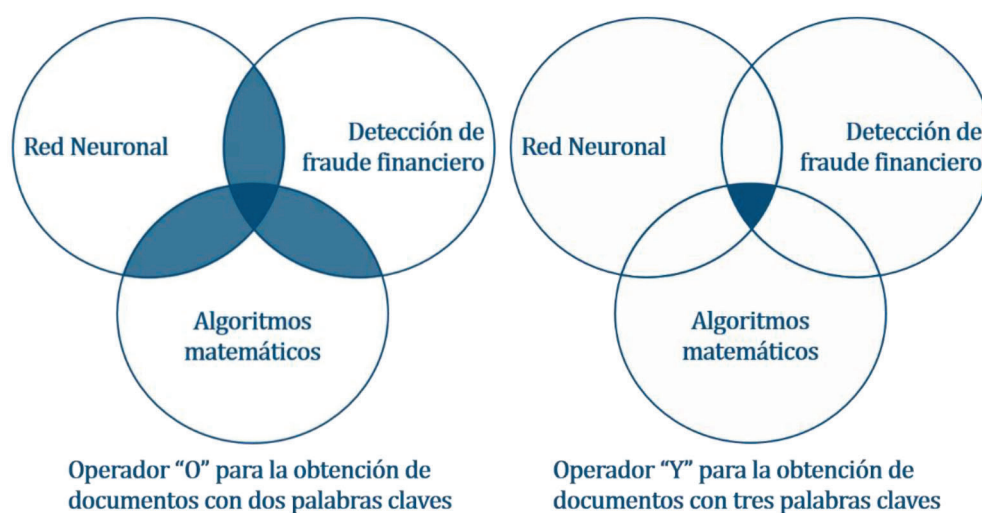 Red Neuronal
Detección de
fraude financiero
Algoritmos
matemáticos
Operador “O” para la obtención de
documentos con dos palabras claves
Red Neuronal
Detección de
fraude financiero
Algoritmos
matemáticos
Operador “Y” para la obtención de
documentos con tres palabras claves